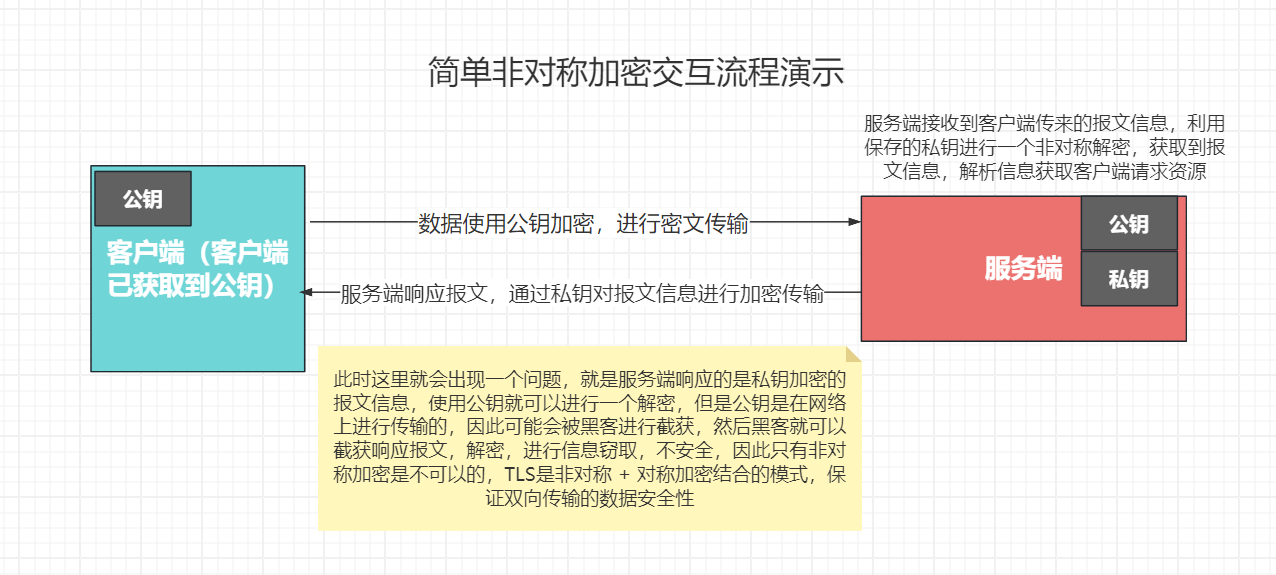 简单非对称加密交互流程演示
服务端接收到客户端传来的报文信息，利用
保存的私钥进行一个非对称解密，获取到报
文信息，解析信息获取客户端请求资源
公钥
客户端（客户端
已获取到公钥）
数据使用公钥加密，进行密文传输
服务端响应报文，通过私钥对报文信息进行加密传输
公钥
服务端
私钥
此时这里就会出现一个问题，就是服务端响应的是私钥加密的
报文信息，使用公钥就可以进行一个解密，但是公钥是在网络
上进行传输的，因此可能会被黑客进行截获，然后黑客就可以
截获响应报文，解密，进行信息窃取，不安全，因此只有非对
称加密是不可以的，TLS是非对称 + 对称加密结合的模式，保
证双向传输的数据安全性